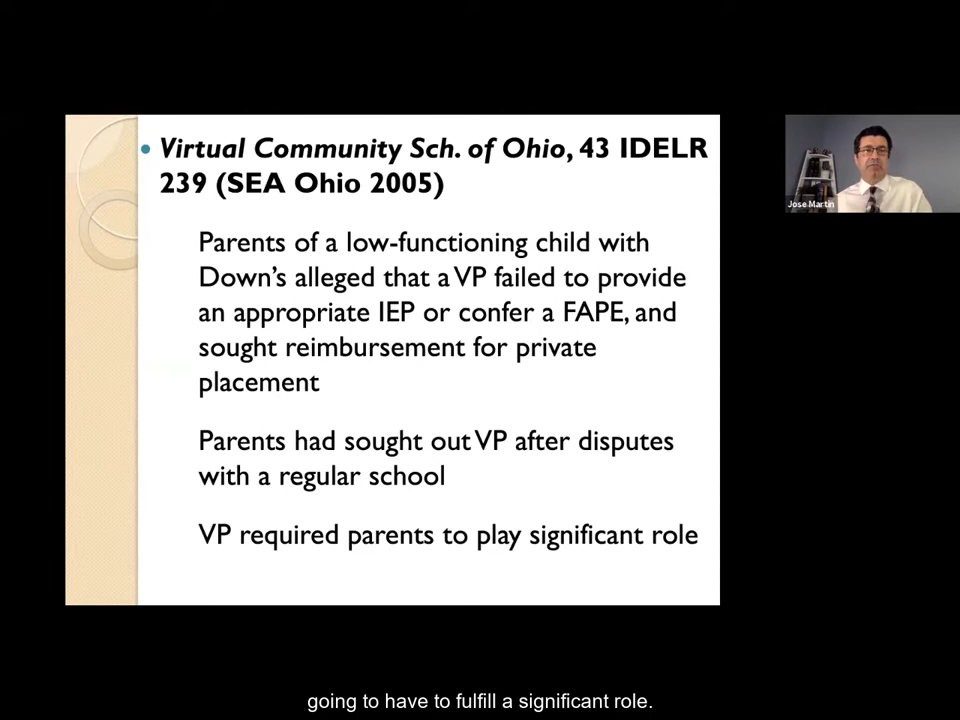 • Virtual Community Sch. of Ohio, 43 IDELR
239 (SEA Ohio 2005)
Parents of a low-functioning child with
Down's alleged that a VP failed to provide
an appropriate IEP or confer a FAPE, and
sought reimbursement for private
placement
Parents had sought out VP after disputes
with a regular school
VP required parents to play significant role
Jose Martin
going to have to fulfill a significant role.